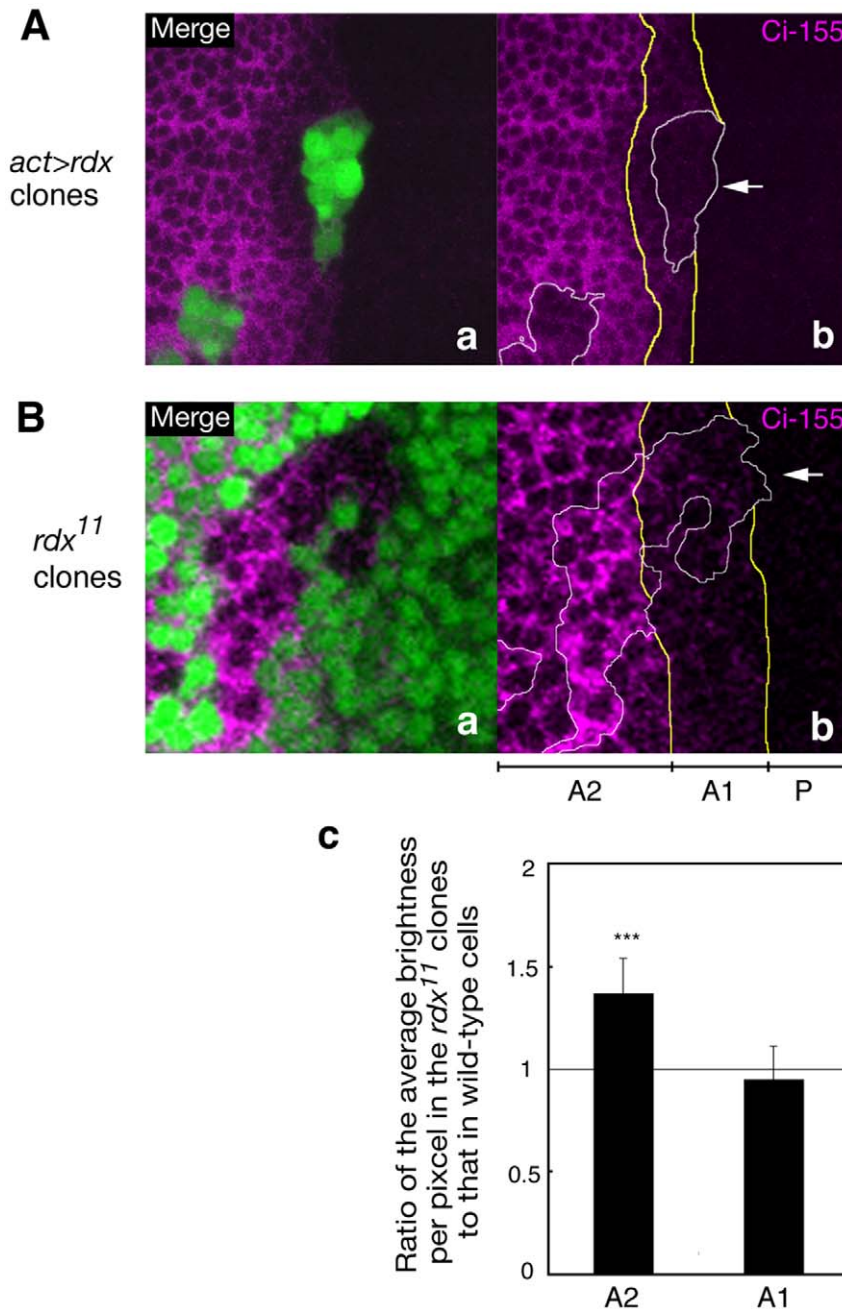 A
Merge
Ci-155
act>rdx
clones
a
b
B
Merge
Ci-155
rdx¹¹
clones
a
b
A2
A1
P
c
Ratio of the average brightness
per pixcel in the rdx¹¹ clones
to that in wild-type cells
2
1.5
1
0.5
0
***
A2
A1